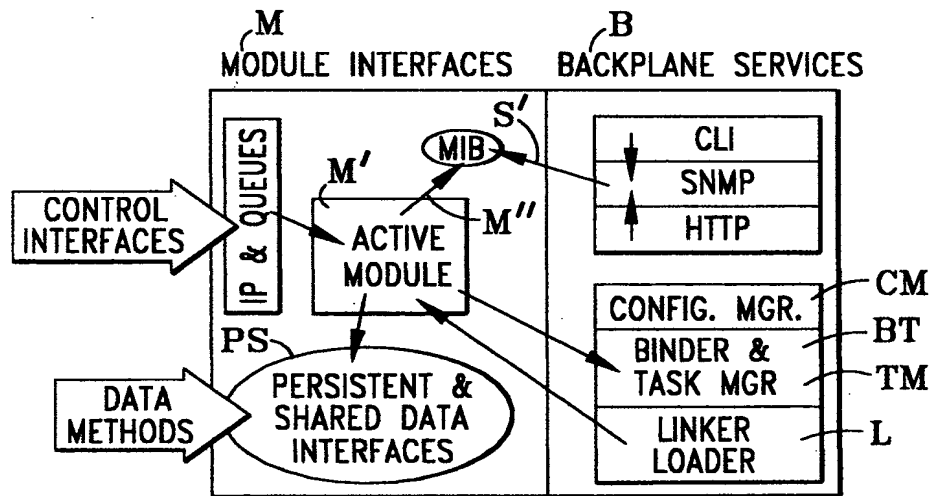 M
MODULE INTERFACES
B
BACKPLANE SERVICES
CONTROL
INTERFACES
IP & QUEUES
M'
ACTIVE
MODULE
MIB
M"
S'
CLI
SNMP
HTTP
CONFIG. MGR.
CM
BINDER &
TASK MGR
BT
TM
LINKER
LOADER
L
PS
PERSISTENT &
SHARED DATA
INTERFACES
DATA
METHODS